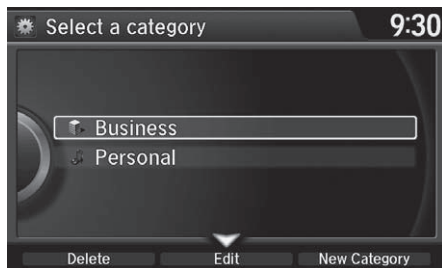 Select a category
9:30
Business
Personal
Delete
Edit
New Category